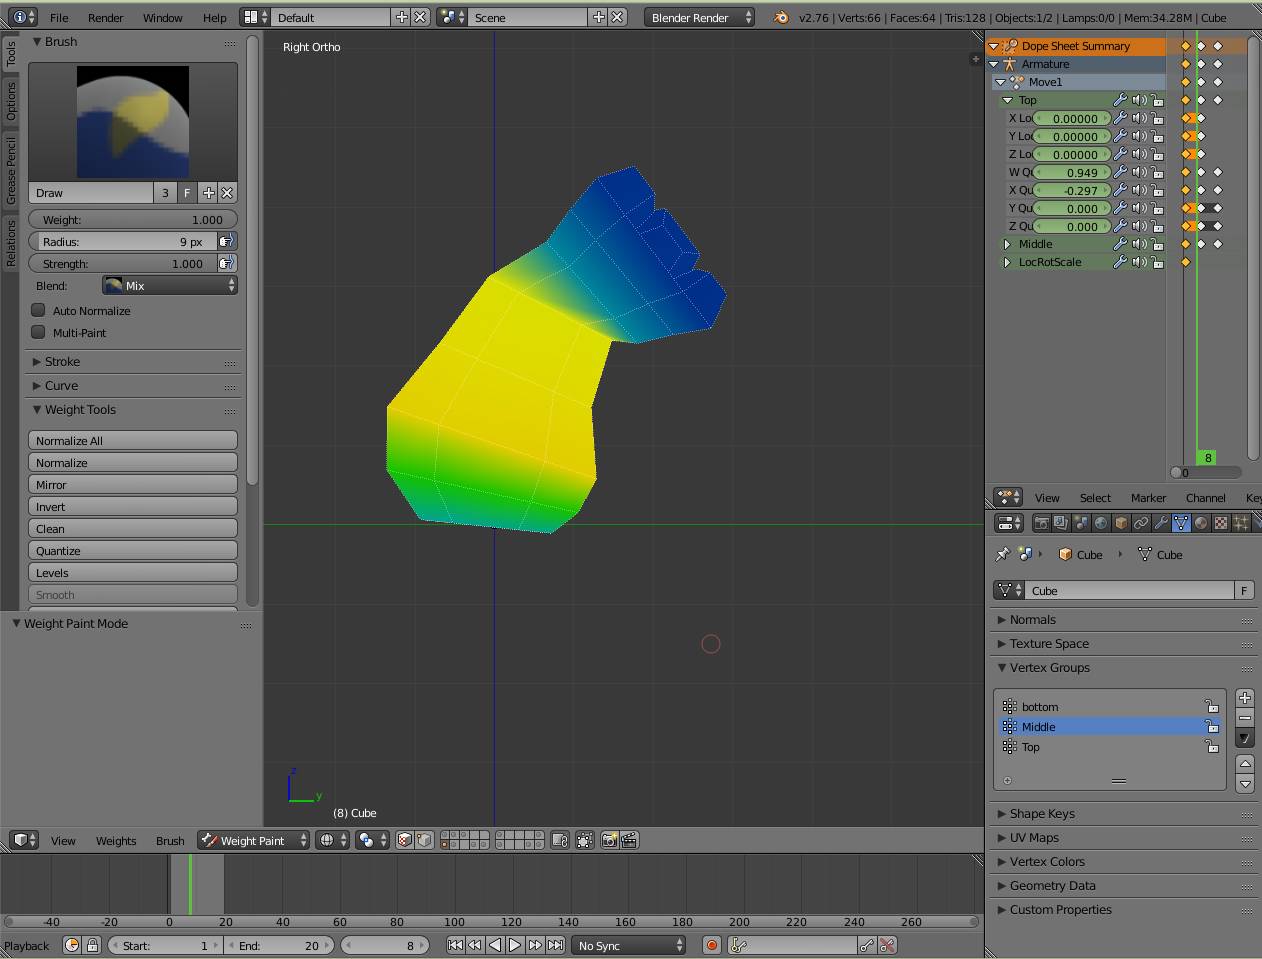 File Render Window Help Default Scene Blender Render v2.76 | Verts:66 | Faces:64 | Tris:128 | Objects:1/2 | Lamps:0/0 | Mem:34.28M | Cube
Tools
Options
Grease Pencil
Relations
Brush
Draw 3 F
Weight: 1.000
Radius: 9 px
Strength: 1.000
Blend: Mix
Auto Normalize
Multi-Paint
Stroke
Curve
Weight Tools
Normalize All
Normalize
Mirror
Invert
Clean
Quantize
Levels
Smooth
Weight Paint Mode
Right Ortho
z
y
(8) Cube
View Weights Brush Weight Paint
Dope Sheet Summary
Armature
Move1
Top
X Lo 0.00000
Y Lo 0.00000
Z Lo 0.00000
W Qu 0.949
X Qu -0.297
Y Qu 0.000
Z Qu 0.000
Middle
LocRotScale
8
0
View Select Marker Channel Key
Cube Cube
Cube F
Normals
Texture Space
Vertex Groups
bottom
Middle
Top
Shape Keys
UV Maps
Vertex Colors
Geometry Data
Custom Properties
-40 -20 0 20 40 60 80 100 120 140 160 180 200 220 240 260
Playback Start: 1 End: 20 8 No Sync